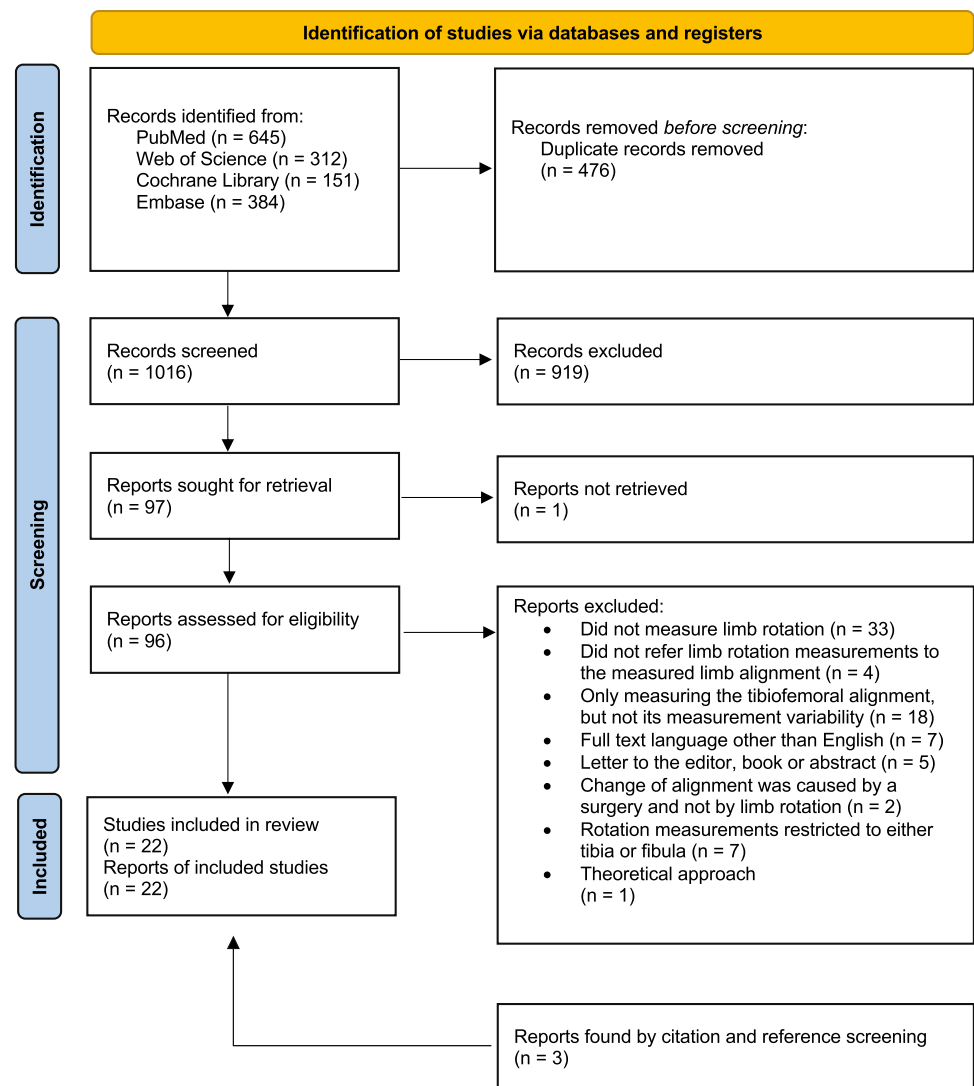 Identification of studies via databases and registers
Identification
Records identified from:
PubMed (n = 645)
Web of Science (n = 312)
Cochrane Library (n = 151)
Embase (n = 384)
Records removed before screening:
Duplicate records removed
(n = 476)
Screening
Records screened
(n = 1016)
Records excluded
(n = 919)
Reports sought for retrieval
(n = 97)
Reports not retrieved
(n = 1)
Reports assessed for eligibility
(n = 96)
Reports excluded:
• Did not measure limb rotation (n = 33)
• Did not refer limb rotation measurements to
the measured limb alignment (n = 4)
• Only measuring the tibiofemoral alignment,
but not its measurement variability (n = 18)
• Full text language other than English (n = 7)
• Letter to the editor, book or abstract (n = 5)
• Change of alignment was caused by a
surgery and not by limb rotation (n = 2)
• Rotation measurements restricted to either
tibia or fibula (n = 7)
• Theoretical approach
(n = 1)
Included
Studies included in review
(n = 22)
Reports of included studies
(n = 22)
Reports found by citation and reference screening
(n = 3)